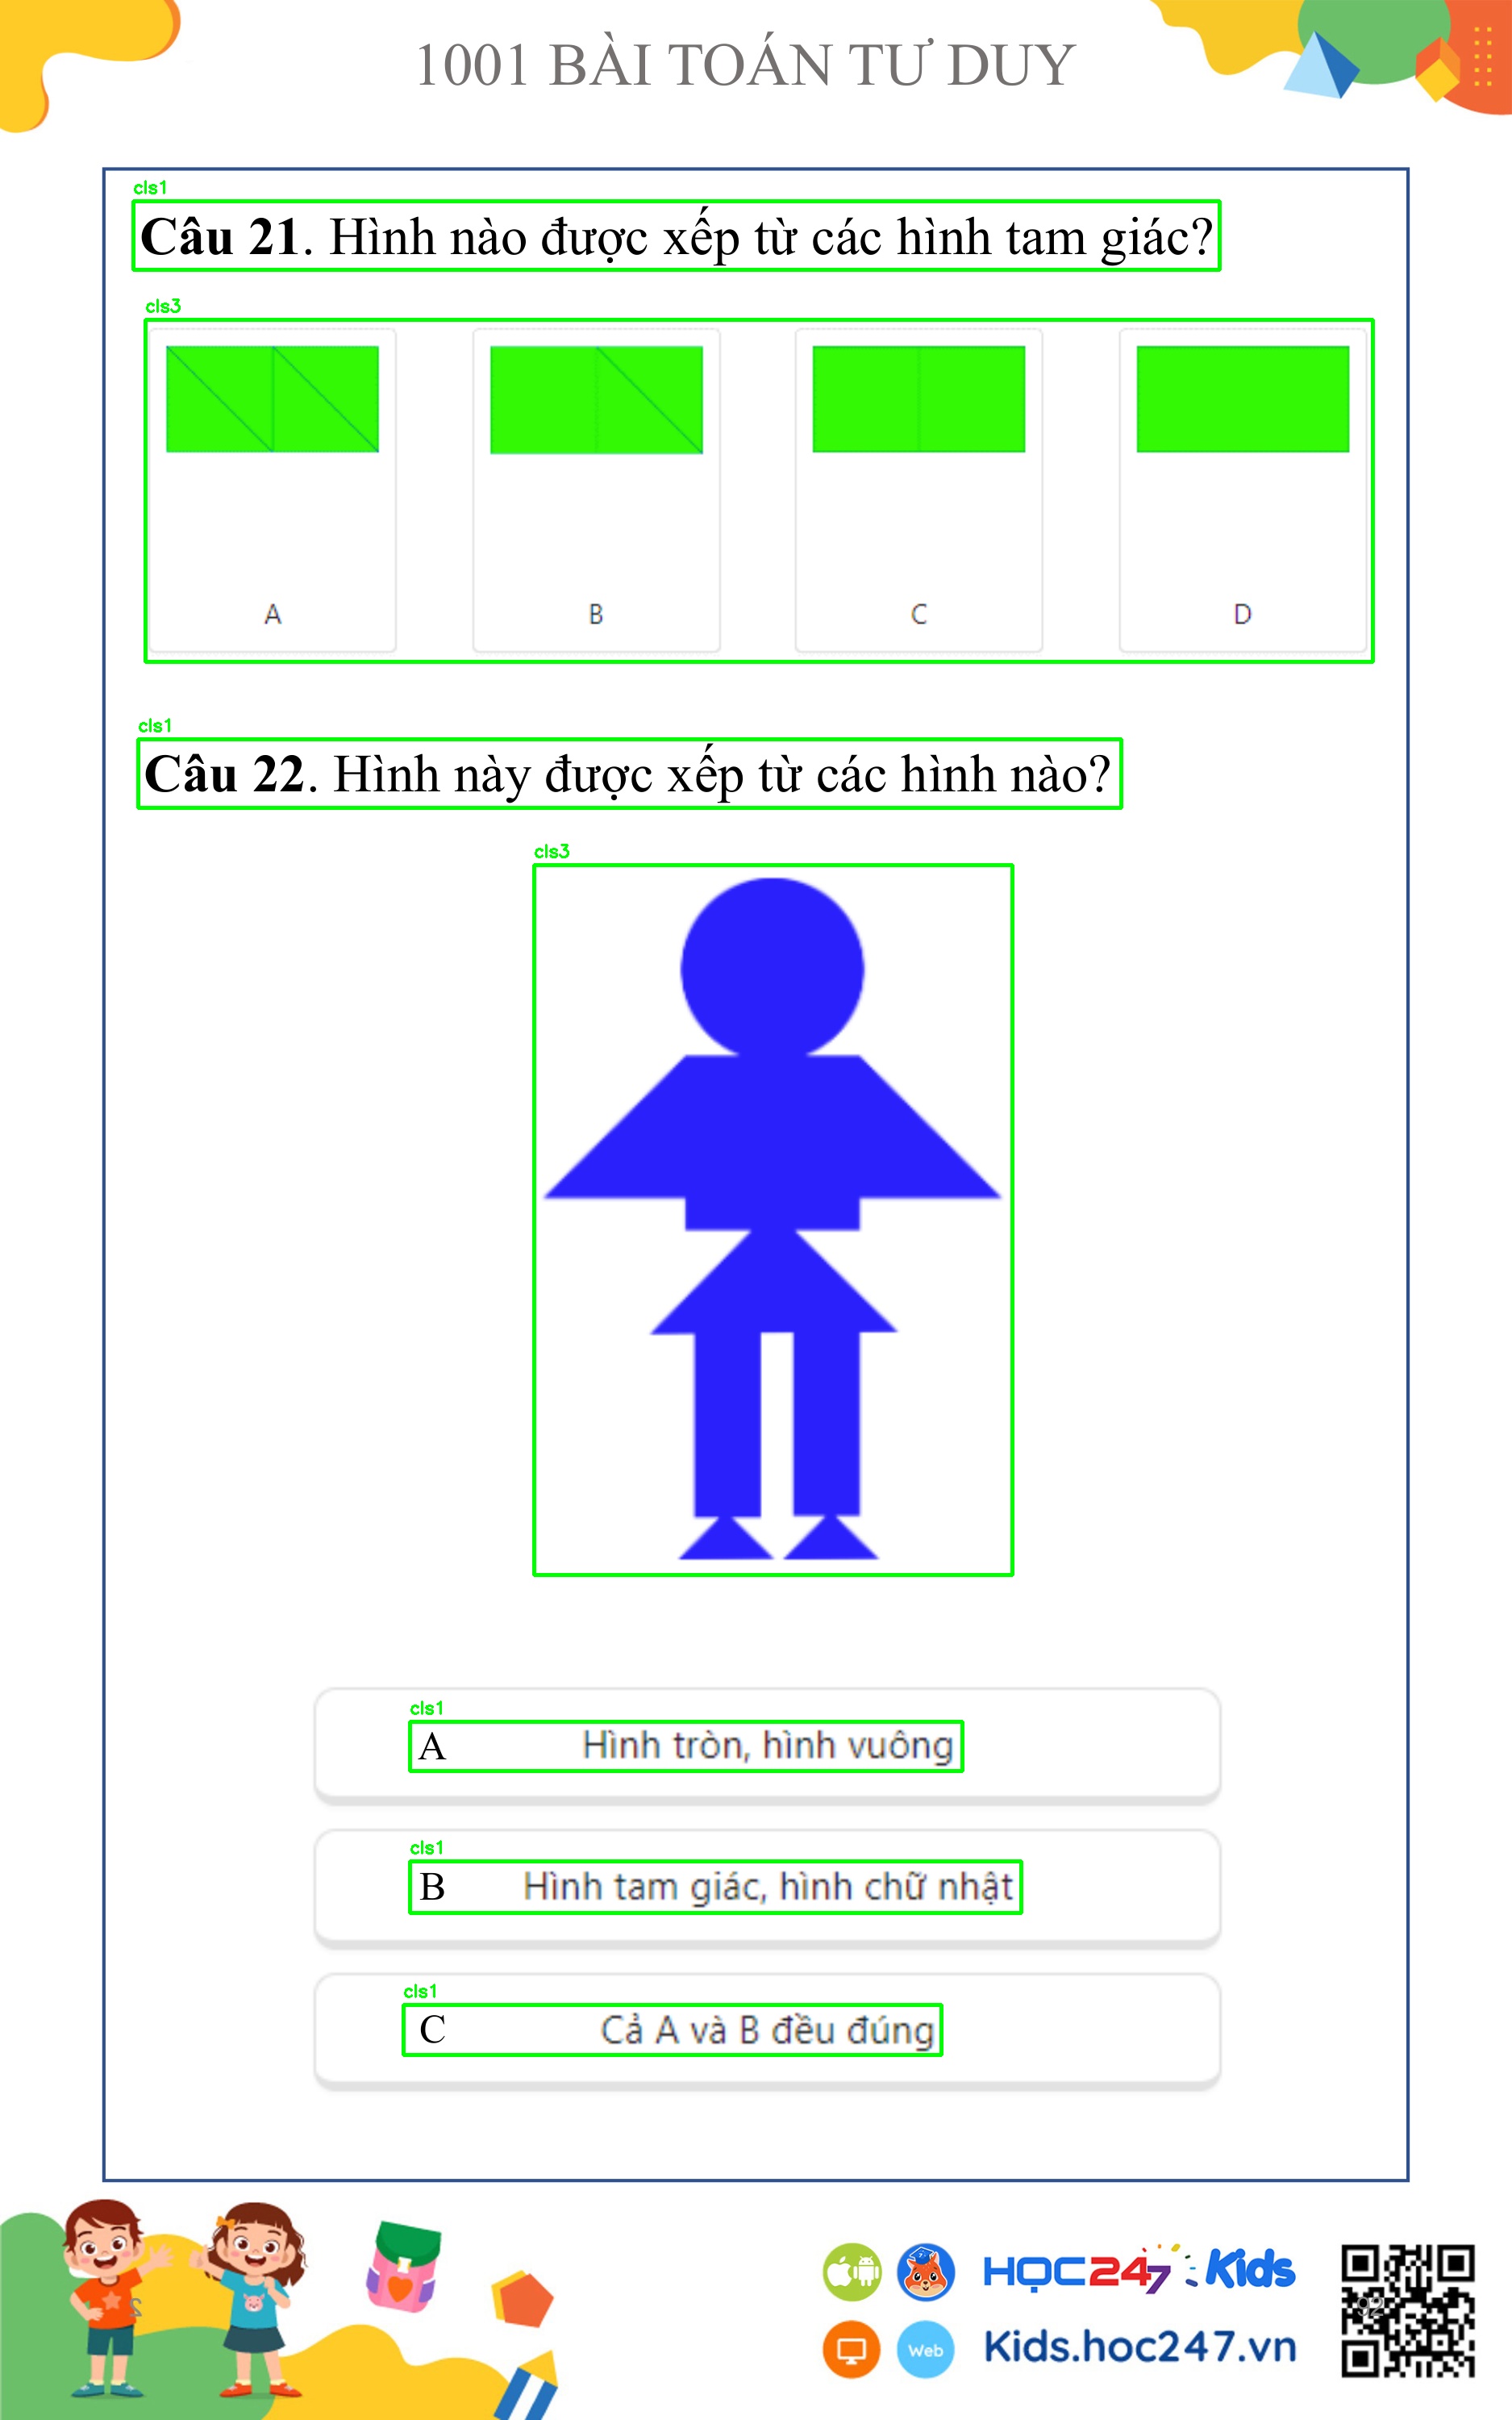 1001 BÀI TOÁN TƯ DUY
cls1
Câu 21. Hình nào được xếp từ các hình tam giác?
cls3
A B C D
cls1
Câu 22. Hình này được xếp từ các hình nào?
cls3
cls1
A Hình tròn, hình vuông
cls1
B Hình tam giác, hình chữ nhật
cls1
C Cả A và B đều đúng
HỌC247 Kids
92
Web Kids.hoc247.vn